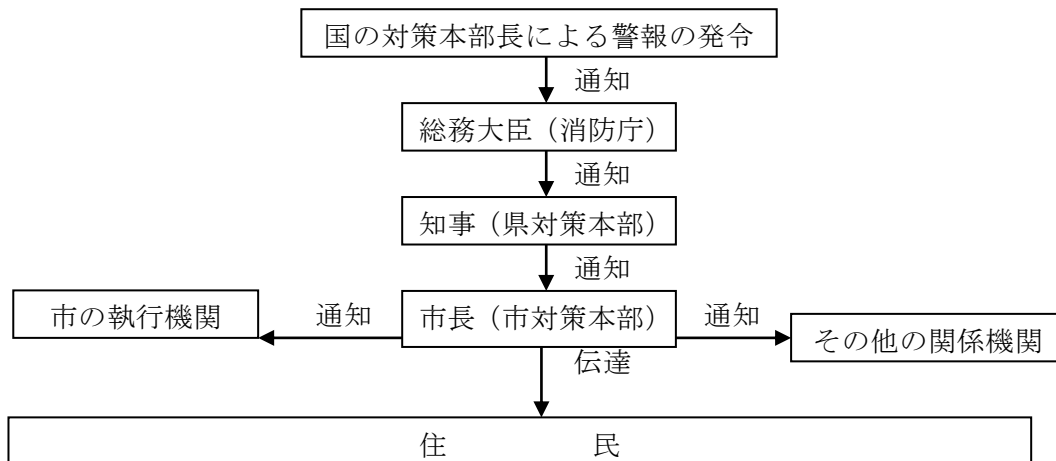 国の対策本部長による警報の発令
通知
総務大臣（消防庁）
通知
知事（県対策本部）
通知
市の執行機関
通知
市長（市対策本部）
通知
その他の関係機関
伝達
住　　　　　民